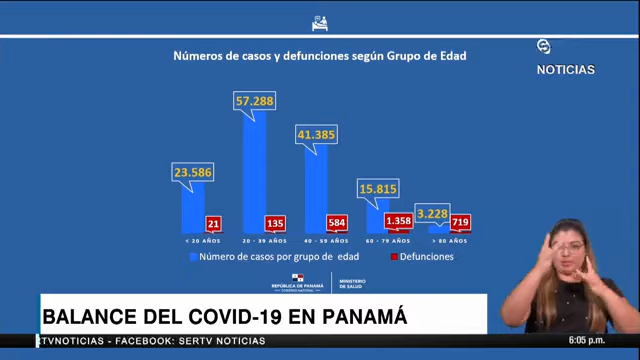 Números de casos y defunciones según Grupo de Edad
NOTICIAS
57.288
41.385
23.586
15.815
3.228
21
135
584
1.358
719
< 20 AÑOS
20 - 39 AÑOS
40 - 59 AÑOS
60 - 79 AÑOS
> 80 AÑOS
Número de casos por grupo de edad
Defunciones
REPÚBLICA DE PANAMÁ
GOBIERNO NACIONAL
MINISTERIO
DE SALUD
BALANCE DEL COVID-19 EN PANAMÁ
RTVNOTICIAS - FACEBOOK: SERTV NOTICIAS
6:05 p.m.